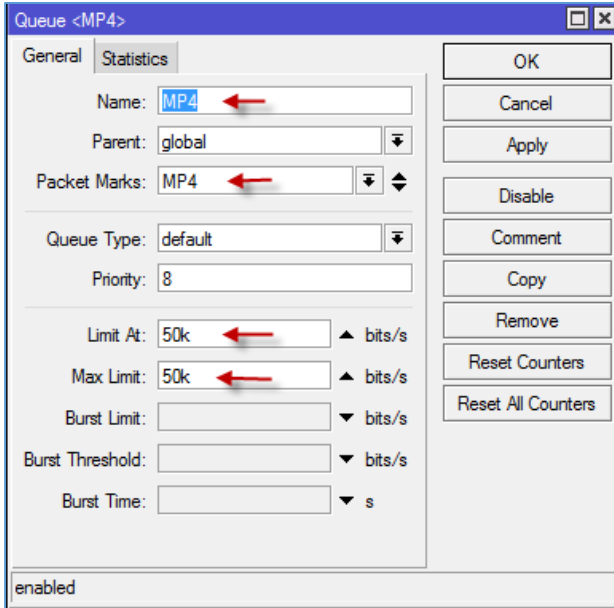 Queue <MP4>
General Statistics
Name: MP4
Parent: global
Packet Marks: MP4
Queue Type: default
Priority: 8
Limit At: 50k bits/s
Max Limit: 50k bits/s
Burst Limit: bits/s
Burst Threshold: bits/s
Burst Time: s
OK
Cancel
Apply
Disable
Comment
Copy
Remove
Reset Counters
Reset All Counters
enabled